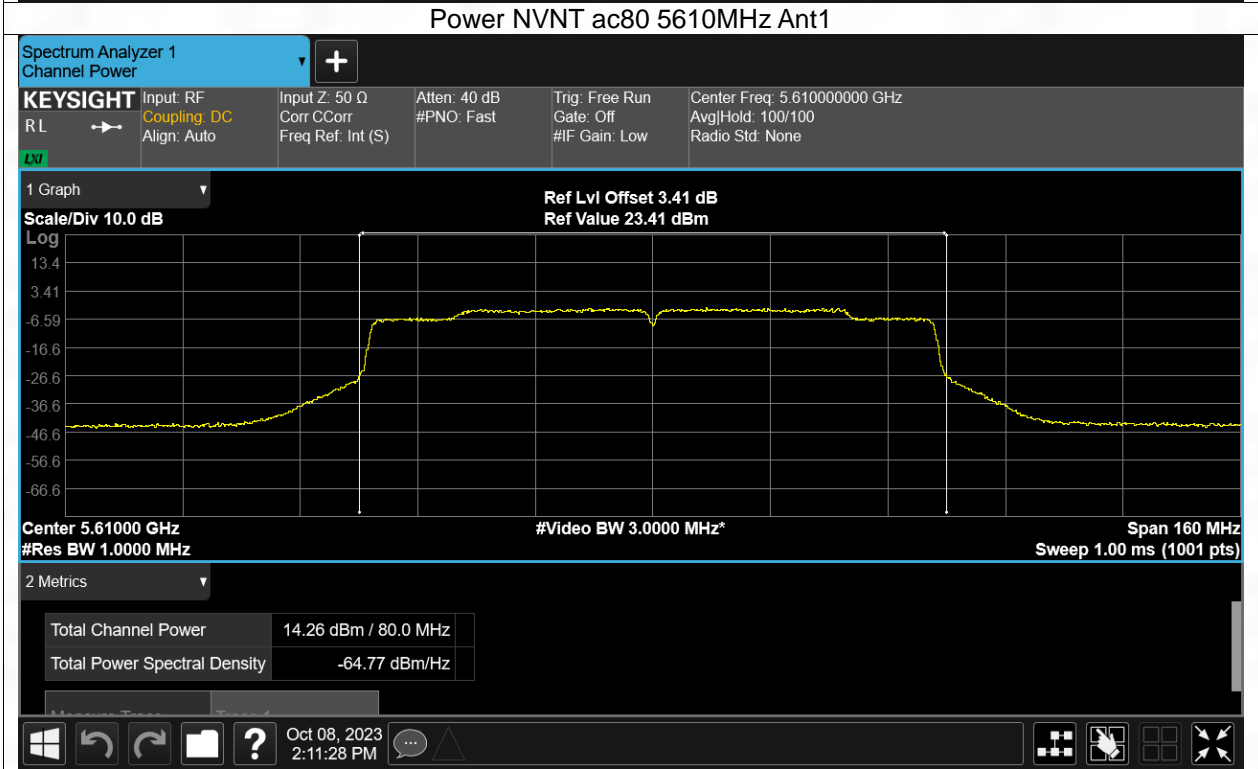 Power NVNT ac80 5610MHz Ant1
Spectrum Analyzer 1
Channel Power
KEYSIGHT
R L
LXI
Input: RF
Coupling: DC
Align: Auto
Input Z: 50 Ω
Corr CCorr
Freq Ref: Int (S)
Atten: 40 dB
#PNO: Fast
Trig: Free Run
Gate: Off
#IF Gain: Low
Center Freq: 5.610000000 GHz
Avg|Hold: 100/100
Radio Std: None
1 Graph
Scale/Div 10.0 dB
Ref Lvl Offset 3.41 dB
Ref Value 23.41 dBm
Log
13.4
3.41
-6.59
-16.6
-26.6
-36.6
-46.6
-56.6
-66.6
Center 5.61000 GHz
#Video BW 3.0000 MHz*
Span 160 MHz
#Res BW 1.0000 MHz
Sweep 1.00 ms (1001 pts)
2 Metrics
Total Channel Power 14.26 dBm / 80.0 MHz
Total Power Spectral Density -64.77 dBm/Hz
Measure Trace Trace 1
?
Oct 08, 2023
2:11:28 PM